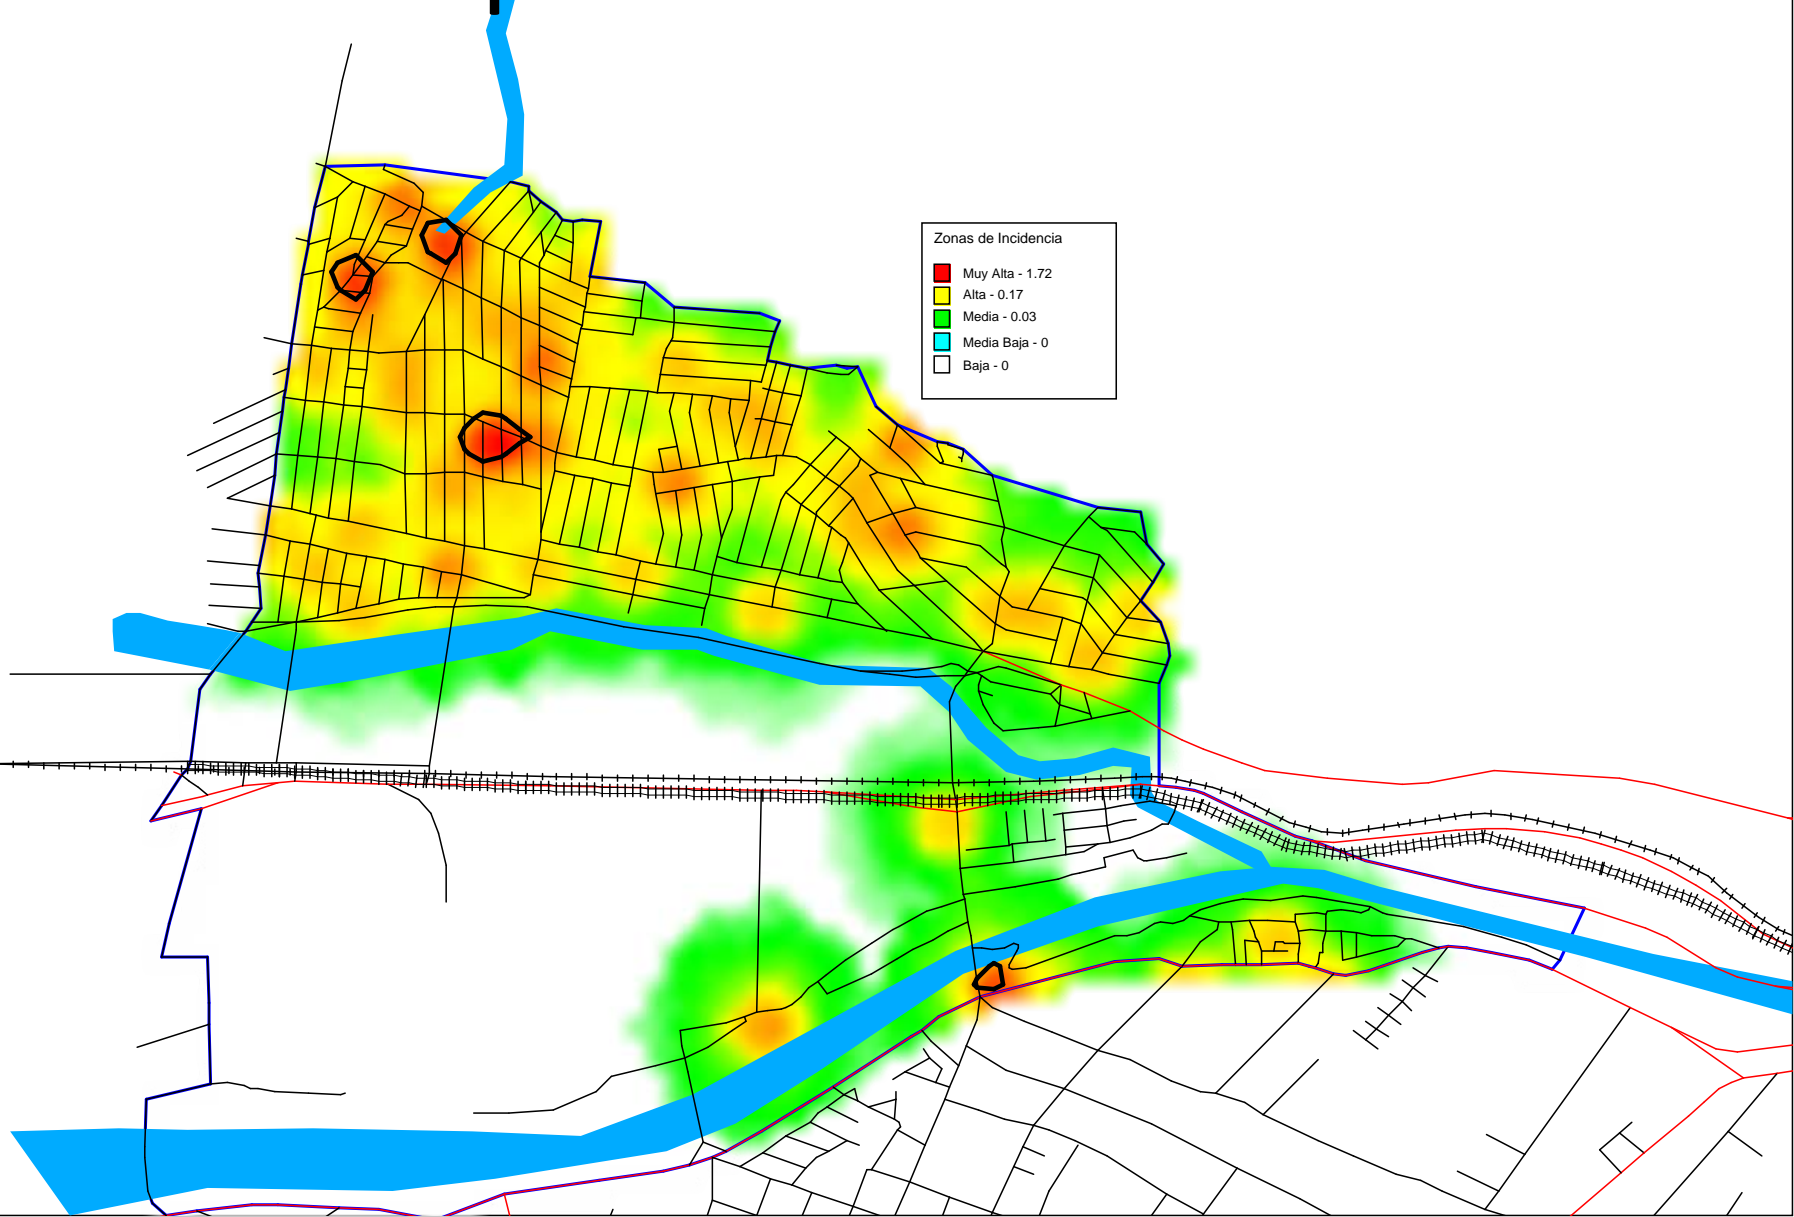 Zonas de Incidencia
Muy Alta - 1.72
Alta - 0.17
Media - 0.03
Media Baja - 0
Baja - 0